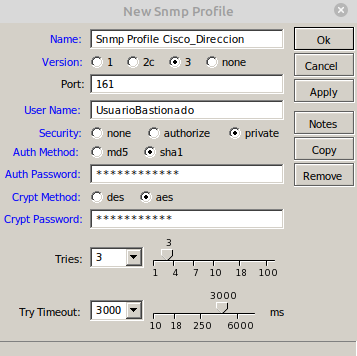 New Snmp Profile
Name: Snmp Profile Cisco_Direccion
Ok
Version: 1 2c 3 none
Cancel
Port: 161
Apply
User Name: UsuarioBastionado
Notes
Security: none authorize private
Auth Method: md5 sha1
Copy
Auth Password: ************
Remove
Crypt Method: des aes
Crypt Password: ***********
Tries: 3
3
1 4 7 10 18 100
Try Timeout: 3000
3000
ms
10 18 250 6000